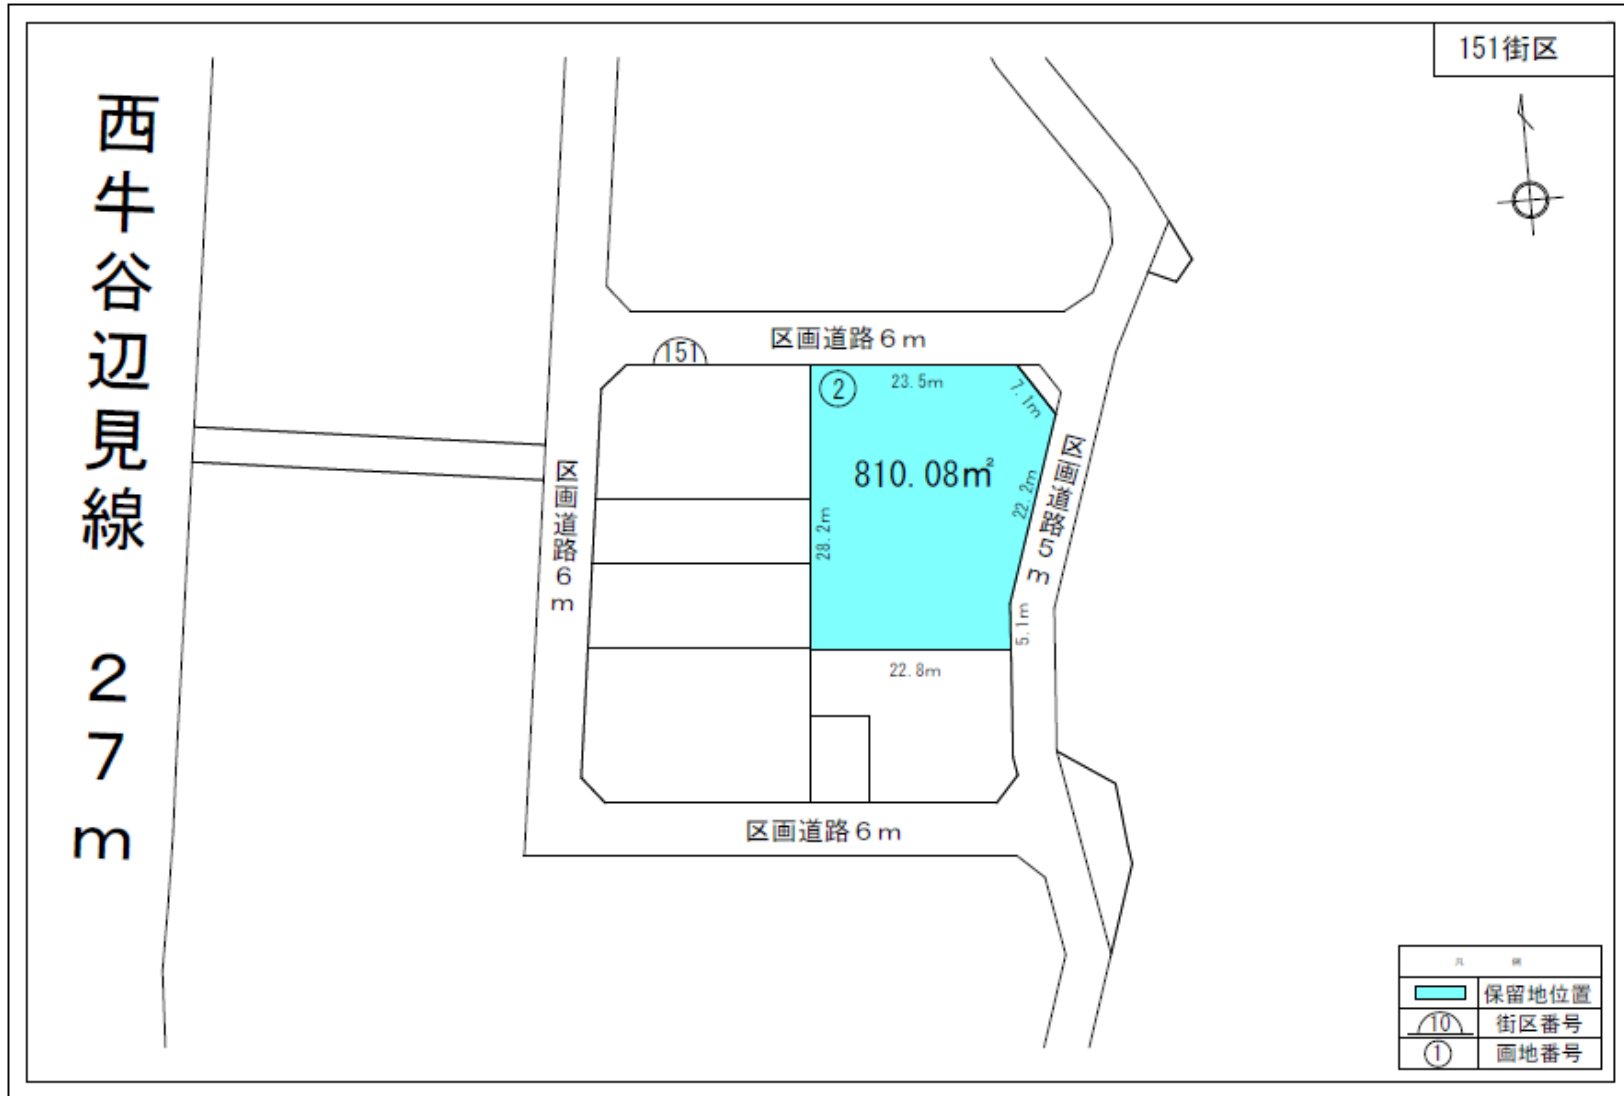 151街区
西牛谷辺見線 27m
区画道路6m
151
② 23.5m
7.1m
810.08㎡
28.2m
22.2m
区画道路5m
区画道路6m
5.1m
22.8m
区画道路6m
凡 例
保留地位置
10 街区番号
① 画地番号